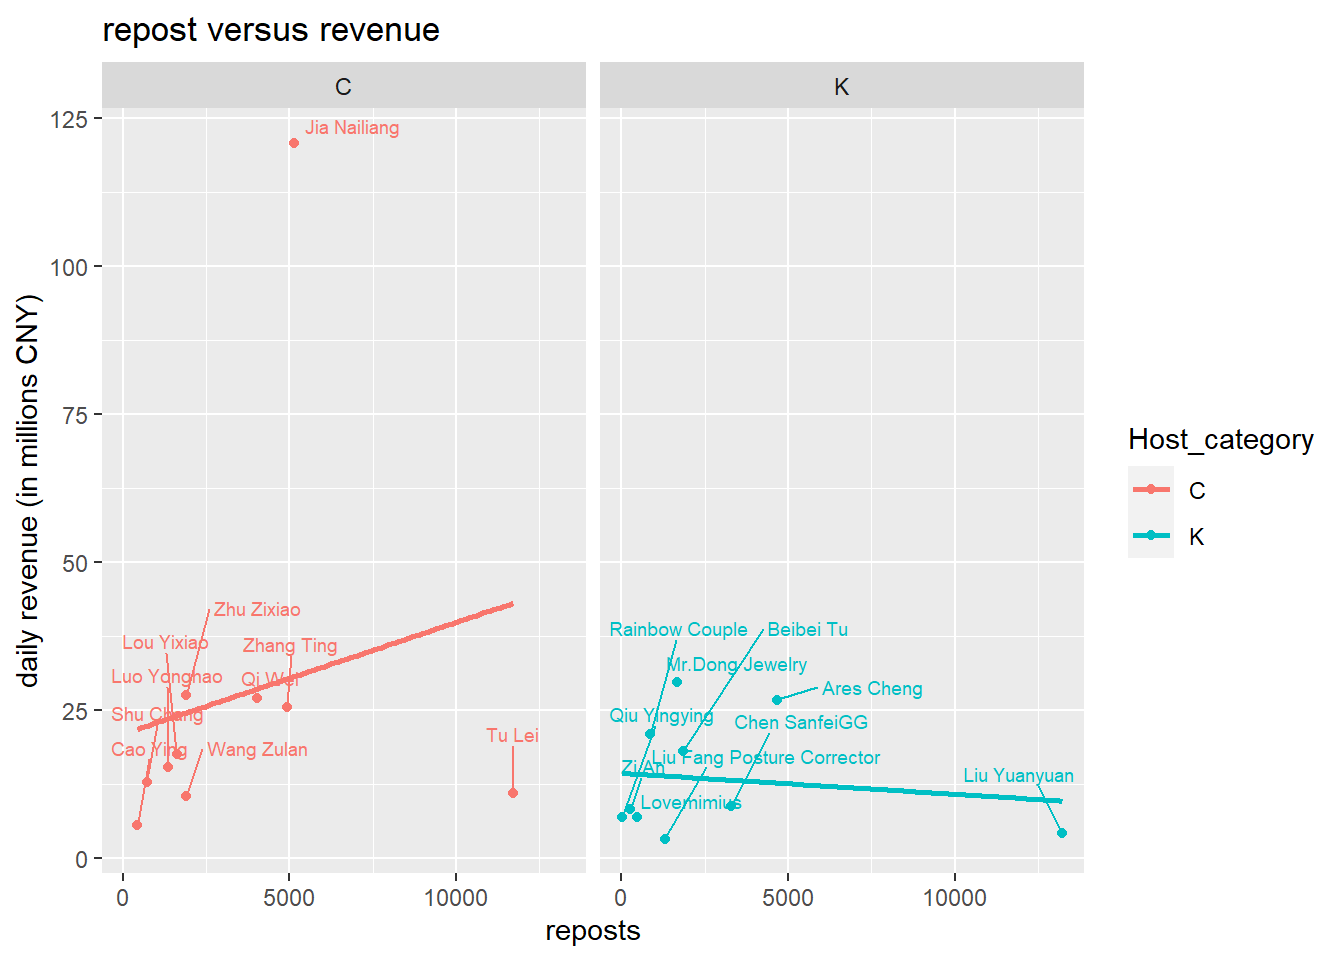 repost versus revenue
C
K
daily revenue (in millions CNY)
125
100
75
50
25
0
Jia Nailiang
Zhu Zixiao
Lou Yixiao
Zhang Ting
Luo Yonghao
Qi Wei
Shu Chang
Cao Ying
Wang Zulan
Tu Lei
Rainbow Couple
Beibei Tu
Mr.Dong Jewelry
Ares Cheng
Qiu Yingying
Chen SanfeiGG
Liu Fang Posture Corrector
Zi An
Liu Yuanyuan
Lovemimius
0
5000
10000
0
5000
10000
reposts
Host_category
C
K